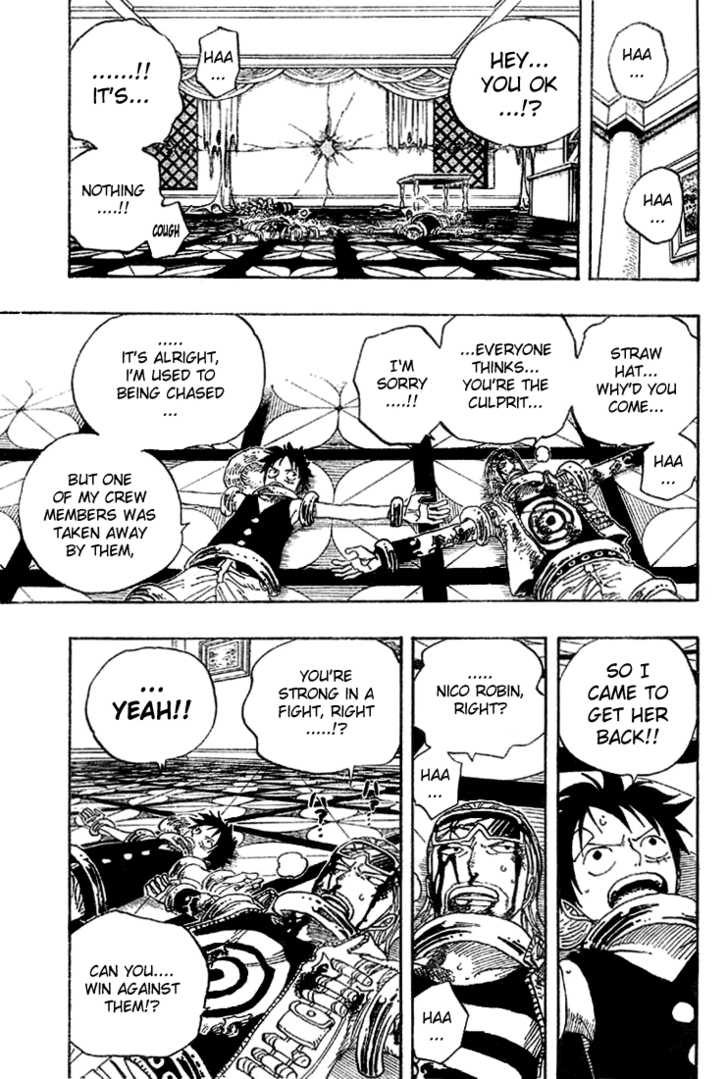 HAA
...
HAA
...
HEY...
YOU OK
...!?
HAA
...
......!!
IT'S...
NOTHING
....!!
COUGH
STRAW
HAT...
WHY'D YOU
COME...
HAA
...
...EVERYONE
THINKS...
YOU'RE THE
CULPRIT...
I'M
SORRY
....!!
.....
IT'S ALRIGHT,
I'M USED TO
BEING CHASED
...
BUT ONE
OF MY CREW
MEMBERS WAS
TAKEN AWAY
BY THEM,
SO I
CAME TO
GET HER
BACK!!
.....
NICO ROBIN,
RIGHT?
HAA
...
HAA
...
YOU'RE
STRONG IN A
FIGHT, RIGHT
.....!?
...
YEAH!!
CAN YOU....
WIN AGAINST
THEM!?